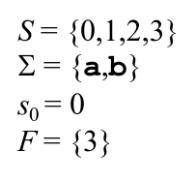 S = {0,1,2,3}
Σ = {a,b}
s₀ = 0
F = {3}